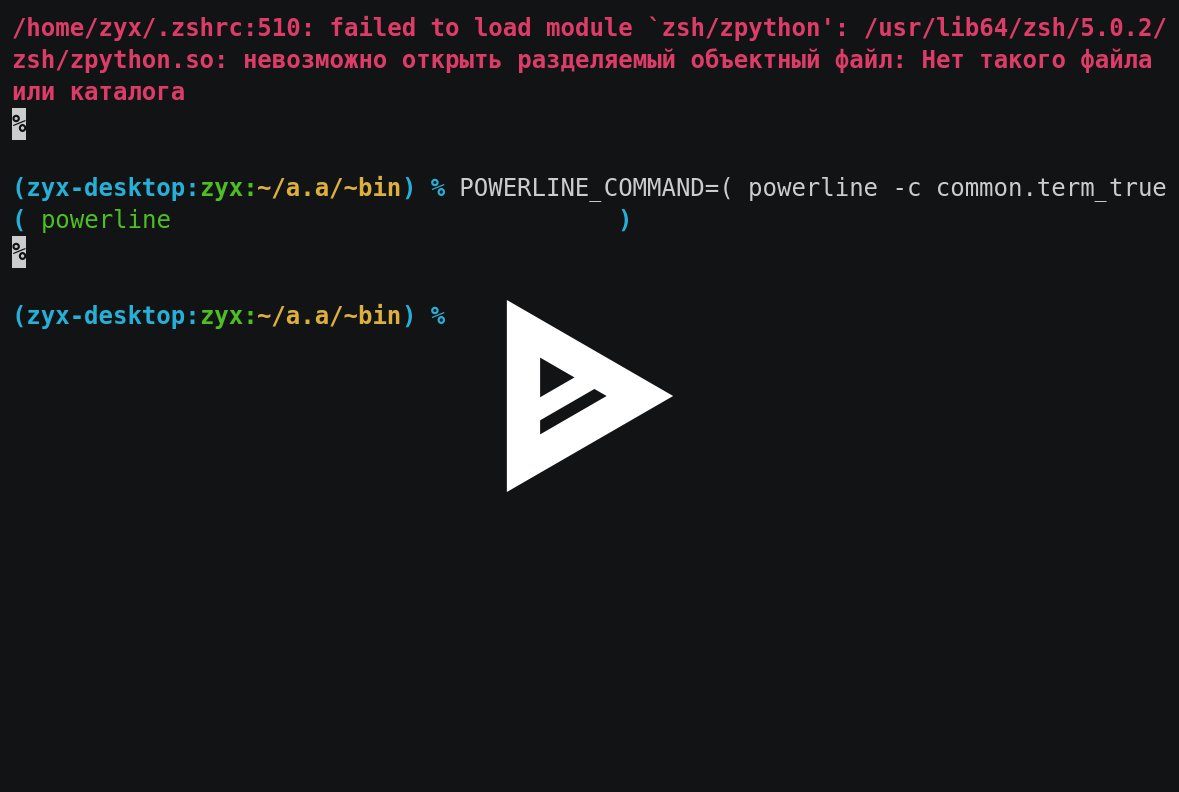 /home/zyx/.zshrc:510: failed to load module `zsh/zpython': /usr/lib64/zsh/5.0.2/
zsh/zpython.so: невозможно открыть разделяемый объектный файл: Нет такого файла
или каталога
%
(zyx-desktop:zyx:~/a.a/~bin) % POWERLINE_COMMAND=( powerline -c common.term_true
( powerline )
%
(zyx-desktop:zyx:~/a.a/~bin) %